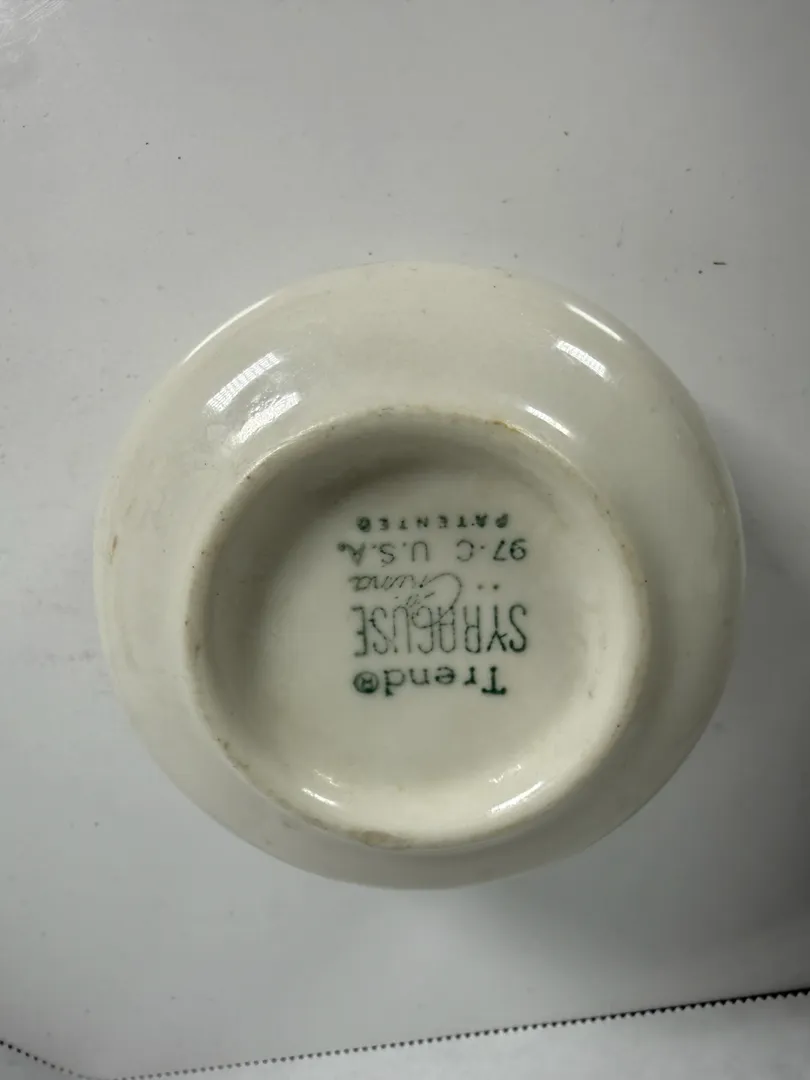 Trend®
SYRACUSE
China
97-C U.S.A.
PATENTED